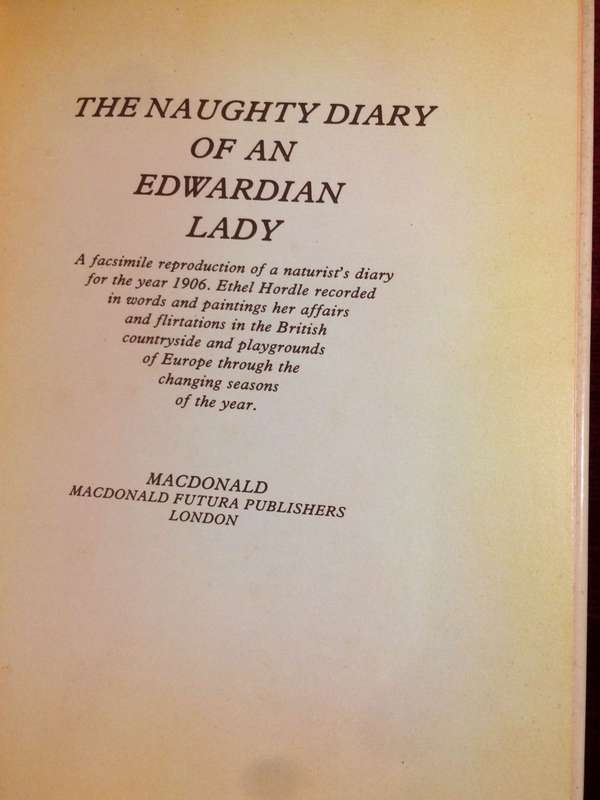 THE NAUGHTY DIARY
OF AN
EDWARDIAN
LADY
A facsimile reproduction of a naturist's diary
for the year 1906. Ethel Hordle recorded
in words and paintings her affairs
and flirtations in the British
countryside and playgrounds
of Europe through the
changing seasons
of the year.
MACDONALD
MACDONALD FUTURA PUBLISHERS
LONDON